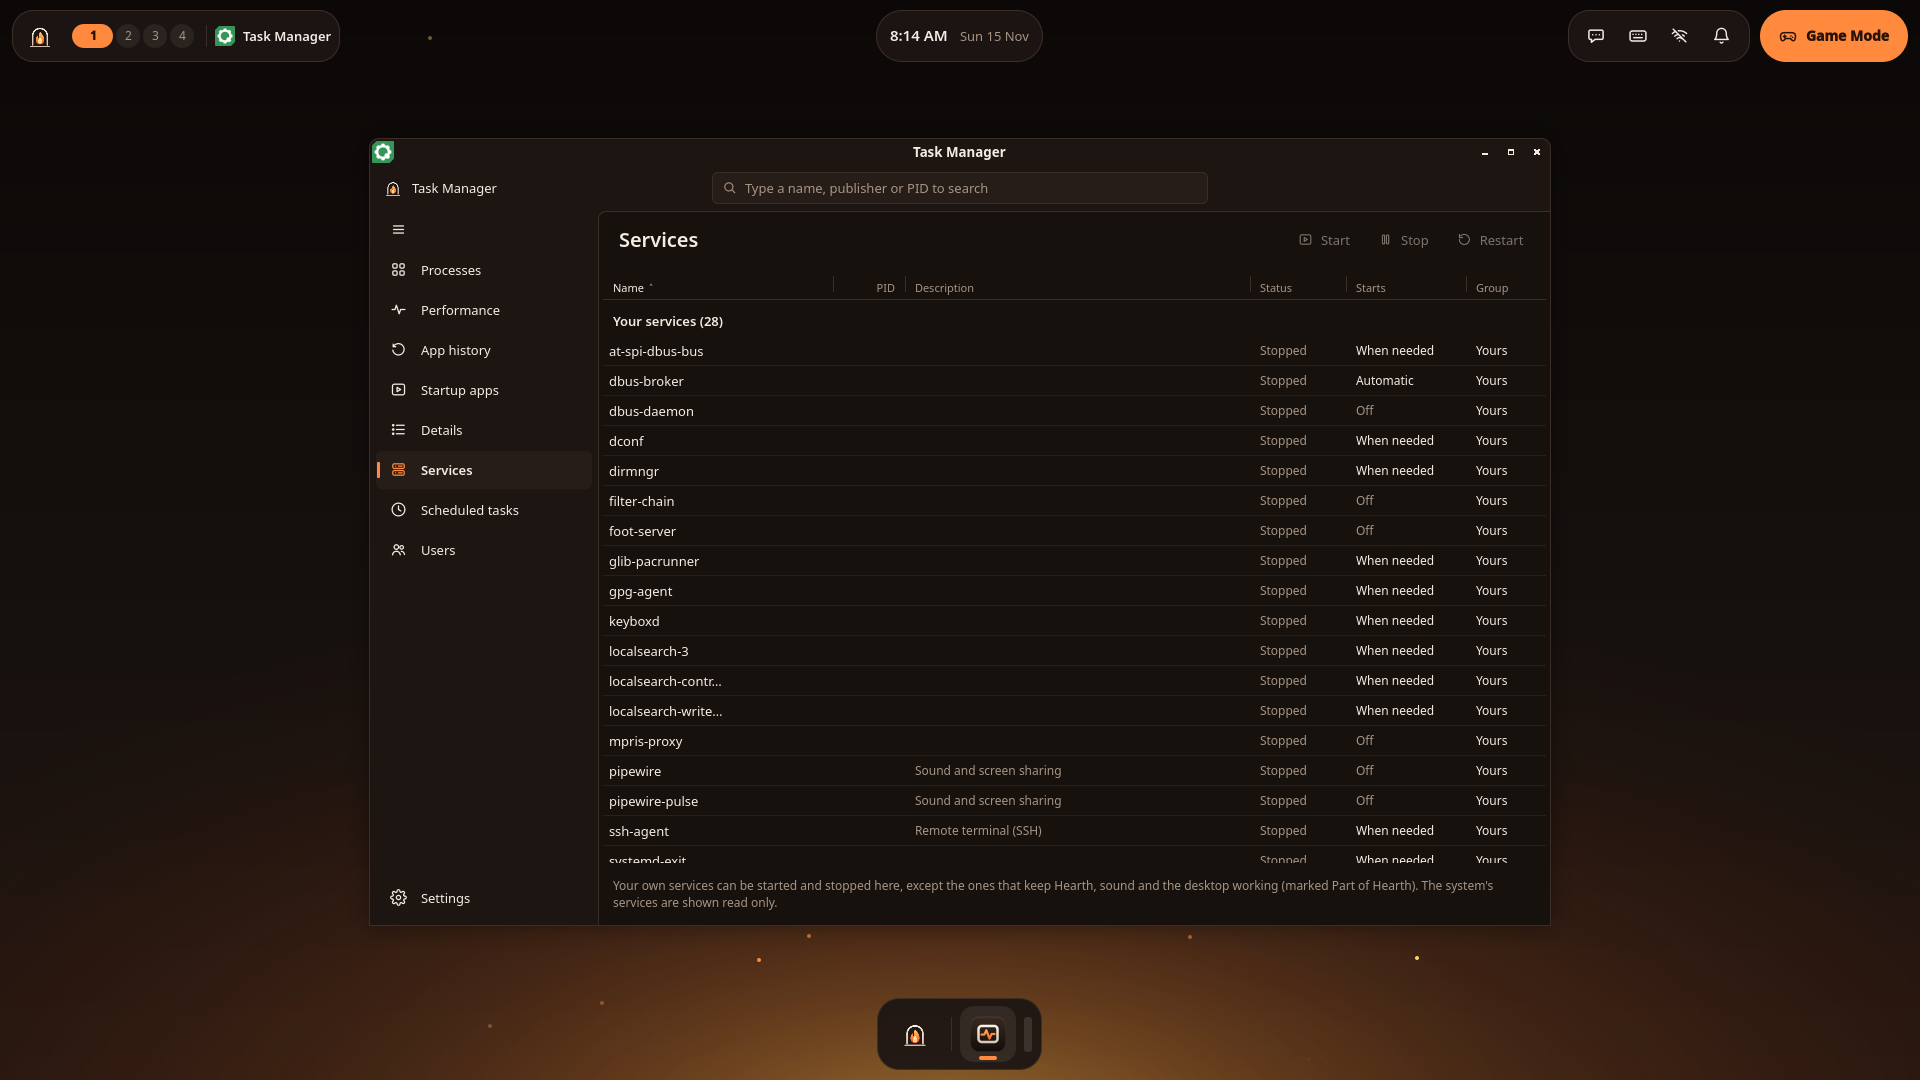 1 2 3 4 Task Manager
8:14 AM Sun 15 Nov
Game Mode
Task Manager
Task Manager
Type a name, publisher or PID to search
Processes
Performance
App history
Startup apps
Details
Services
Scheduled tasks
Users
Settings
Services
Start Stop Restart
Name PID Description Status Starts Group
Your services (28)
at-spi-dbus-bus Stopped When needed Yours
dbus-broker Stopped Automatic Yours
dbus-daemon Stopped Off Yours
dconf Stopped When needed Yours
dirmngr Stopped When needed Yours
filter-chain Stopped Off Yours
foot-server Stopped Off Yours
glib-pacrunner Stopped When needed Yours
gpg-agent Stopped When needed Yours
keyboxd Stopped When needed Yours
localsearch-3 Stopped When needed Yours
localsearch-contr... Stopped When needed Yours
localsearch-write... Stopped When needed Yours
mpris-proxy Stopped Off Yours
pipewire Sound and screen sharing Stopped Off Yours
pipewire-pulse Sound and screen sharing Stopped Off Yours
ssh-agent Remote terminal (SSH) Stopped When needed Yours
systemd-exit Stopped When needed Yours
Your own services can be started and stopped here, except the ones that keep Hearth, sound and the desktop working (marked Part of Hearth). The system's
services are shown read only.